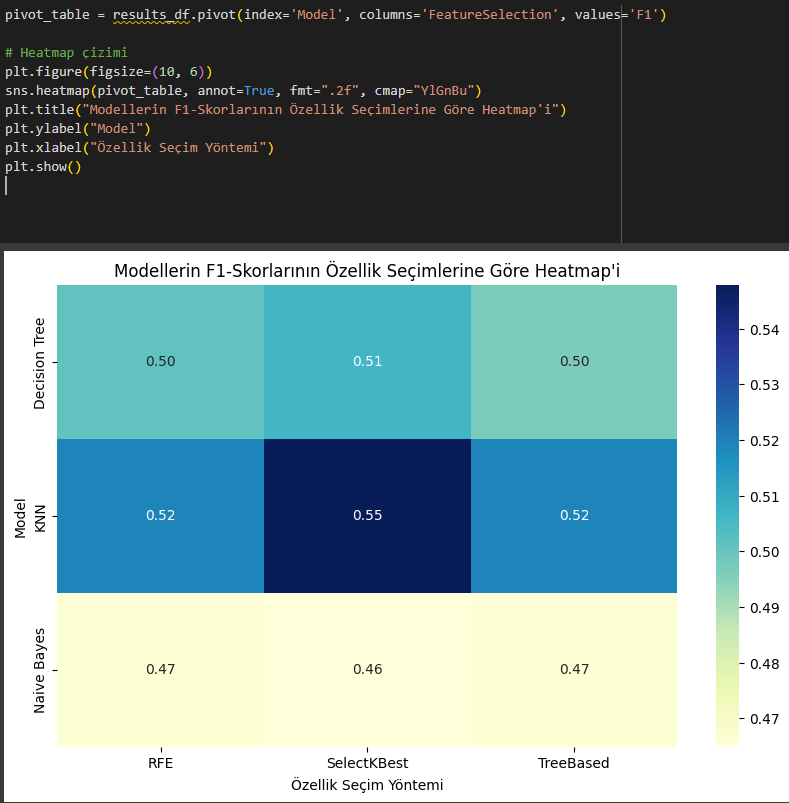 pivot_table = results_df.pivot(index='Model', columns='FeatureSelection', values='F1')
# Heatmap çizimi
plt.figure(figsize=(10, 6))
sns.heatmap(pivot_table, annot=True, fmt=".2f", cmap="YlGnBu")
plt.title("Modellerin F1-Skorlarının Özellik Seçimlerine Göre Heatmap'i")
plt.ylabel("Model")
plt.xlabel("Özellik Seçim Yöntemi")
plt.show()
Modellerin F1-Skorlarının Özellik Seçimlerine Göre Heatmap'i
Model
Decision Tree
0.50 0.51 0.50
KNN
0.52 0.55 0.52
Naive Bayes
0.47 0.46 0.47
RFE SelectKBest TreeBased
Özellik Seçim Yöntemi
0.54
0.53
0.52
0.51
0.50
0.49
0.48
0.47